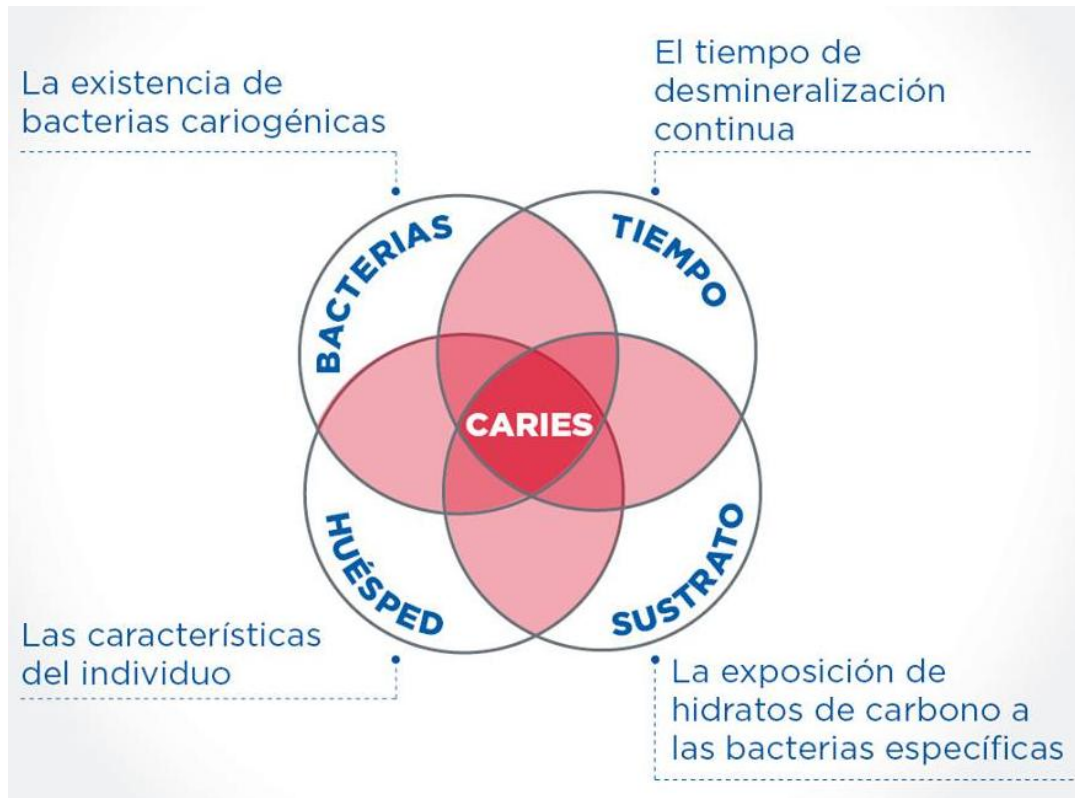 La existencia de
bacterias cariogénicas
El tiempo de
desmineralización
continua
BACTERIAS
TIEMPO
CARIES
HUÉSPED
SUSTRATO
Las características
del individuo
La exposición de
hidratos de carbono a
las bacterias específicas